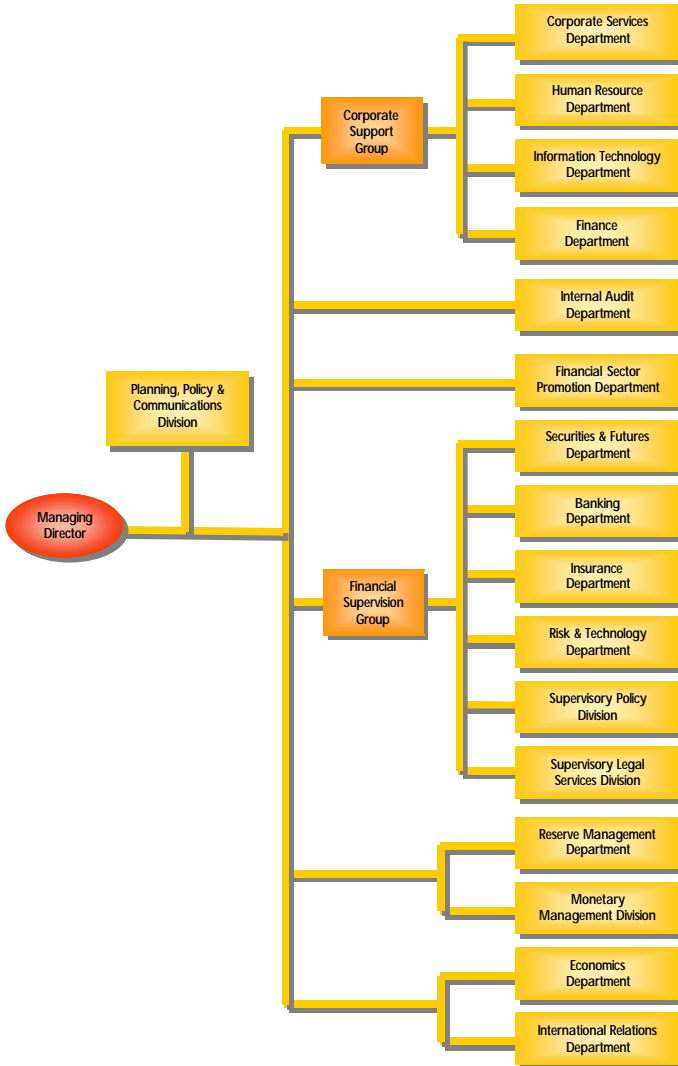 Corporate Services
Department
Human Resource
Department
Corporate
Support
Group
Information Technology
Department
Finance
Department
Internal Audit
Department
Financial Sector
Promotion Department
Planning, Policy &
Communications
Division
Securities & Futures
Department
Banking
Department
Managing
Director
Insurance
Department
Financial
Supervision
Group
Risk & Technology
Department
Supervisory Policy
Division
Supervisory Legal
Services Division
Reserve Management
Department
Monetary
Management Division
Economics
Department
International Relations
Department